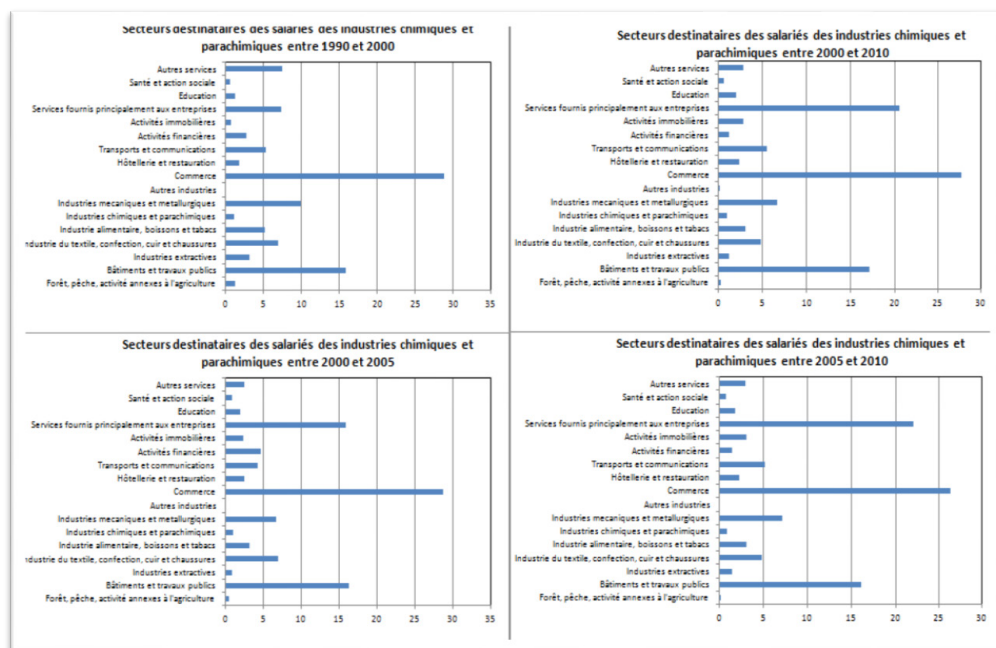 Secteurs destinataires des salariés des industries chimiques et
parachimiques entre 1990 et 2000
Autres services
Santé et action sociale
Education
Services fournis principalement aux entreprises
Activités immobilières
Activités financières
Transports et communications
Hôtellerie et restauration
Commerce
Autres industries
Industries mecaniques et metallurgiques
Industries chimiques et parachimiques
Industrie alimentaire, boissons et tabacs
Industrie du textile, confection, cuir et chaussures
Industries extractives
Bâtiments et travaux publics
Forêt, pêche, activité annexes à l'agriculture
0 5 10 15 20 25 30 35
Secteurs destinataires des salariés des industries chimiques et
parachimiques entre 2000 et 2010
Autres services
Santé et action sociale
Education
Services fournis principalement aux entreprises
Activités immobilières
Activités financières
Transports et communications
Hôtellerie et restauration
Commerce
Autres industries
Industries mecaniques et metallurgiques
Industries chimiques et parachimiques
Industrie alimentaire, boissons et tabacs
Industrie du textile, confection, cuir et chaussures
Industries extractives
Bâtiments et travaux publics
Forêt, pêche, activité annexes à l'agriculture
0 5 10 15 20 25 30
Secteurs destinataires des salariés des industries chimiques et
parachimiques entre 2000 et 2005
Autres services
Santé et action sociale
Education
Services fournis principalement aux entreprises
Activités immobilières
Activités financières
Transports et communications
Hôtellerie et restauration
Commerce
Autres industries
Industries mecaniques et metallurgiques
Industries chimiques et parachimiques
Industrie alimentaire, boissons et tabacs
ndustrie du textile, confection, cuir et chaussures
Industries extractives
Bâtiments et travaux publics
Forêt, pêche, activité annexes à l'agriculture
0 5 10 15 20 25 30 35
Secteurs destinataires des salariés des industries chimiques et
parachimiques entre 2005 et 2010
Autres services
Santé et action sociale
Education
Services fournis principalement aux entreprises
Activités immobilières
Activités financières
Transports et communications
Hôtellerie et restauration
Commerce
Autres industries
Industries mecaniques et metallurgiques
Industries chimiques et parachimiques
Industrie alimentaire, boissons et tabacs
Industrie du textile, confection, cuir et chaussures
Industries extractives
Bâtiments et travaux publics
Forêt, pêche, activité annexes à l'agriculture
0 5 10 15 20 25 30